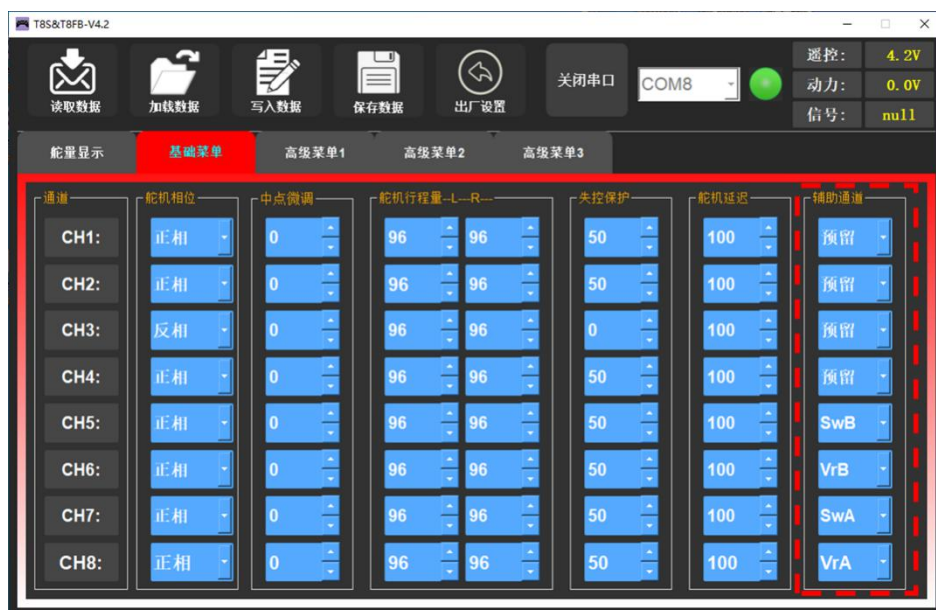 T8S&T8FB-V4.2
读取数据 加载数据 写入数据 保存数据 出厂设置 关闭串口 COM8
遥控: 4.2V
动力: 0.0V
信号: null
舵量显示 基础菜单 高级菜单1 高级菜单2 高级菜单3
通道 舵机相位 中点微调 舵机行程量--L---R--- 失控保护 舵机延迟 辅助通道
CH1: 正相 0 96 96 50 100 预留
CH2: 正相 0 96 96 50 100 预留
CH3: 反相 0 96 96 0 100 预留
CH4: 正相 0 96 96 50 100 预留
CH5: 正相 0 96 96 50 100 SwB
CH6: 正相 0 96 96 50 100 VrB
CH7: 正相 0 96 96 50 100 SwA
CH8: 正相 0 96 96 50 100 VrA